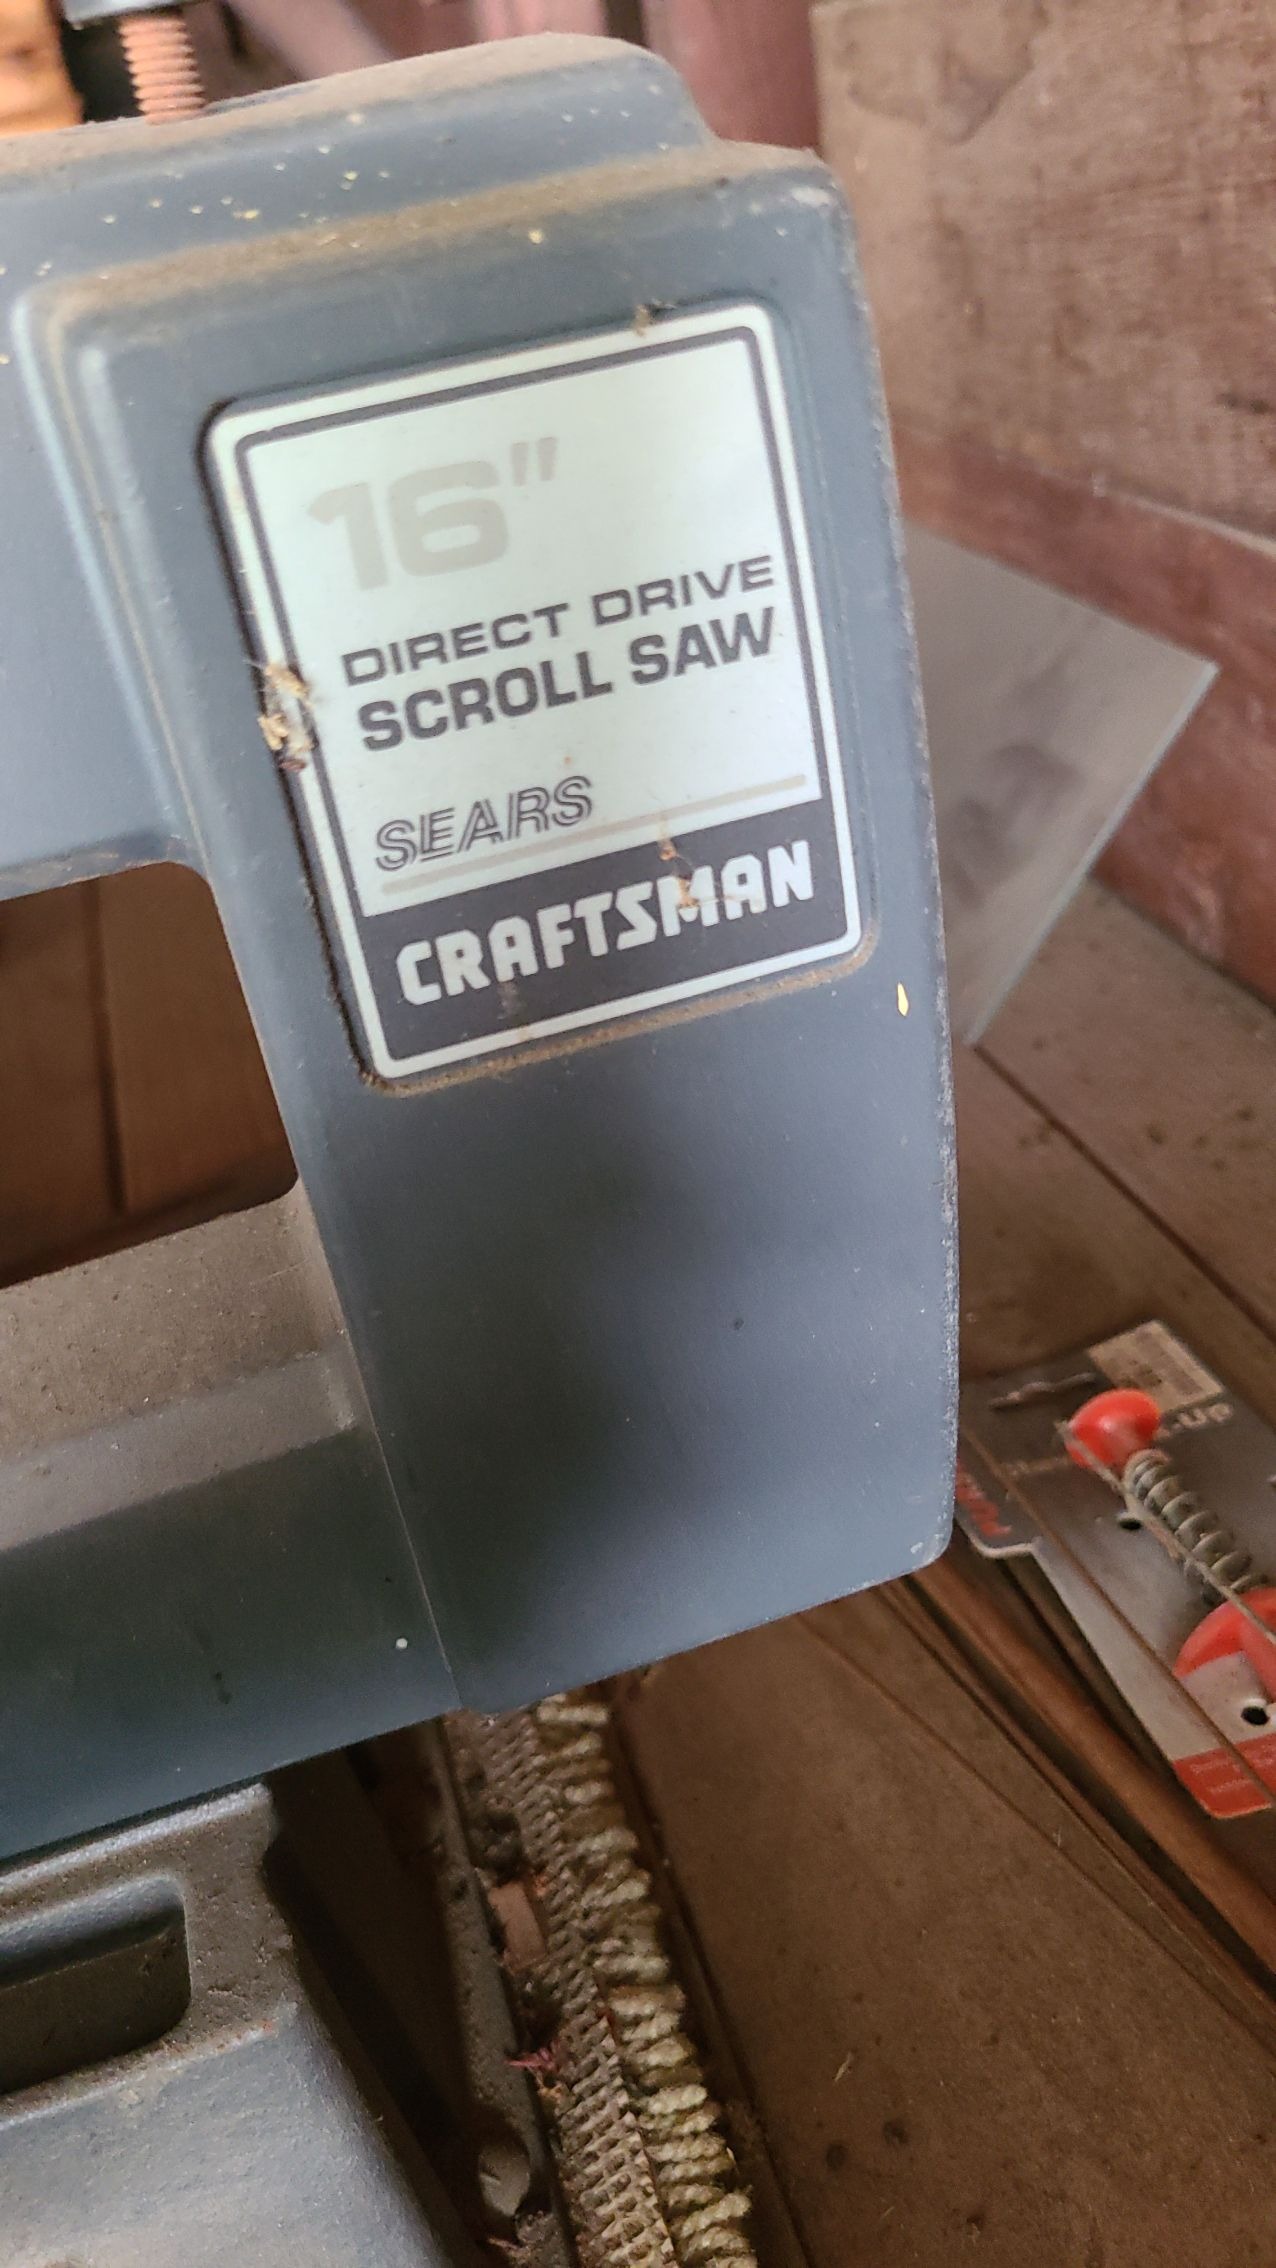 16"
DIRECT DRIVE
SCROLL SAW
SEARS
CRAFTSMAN